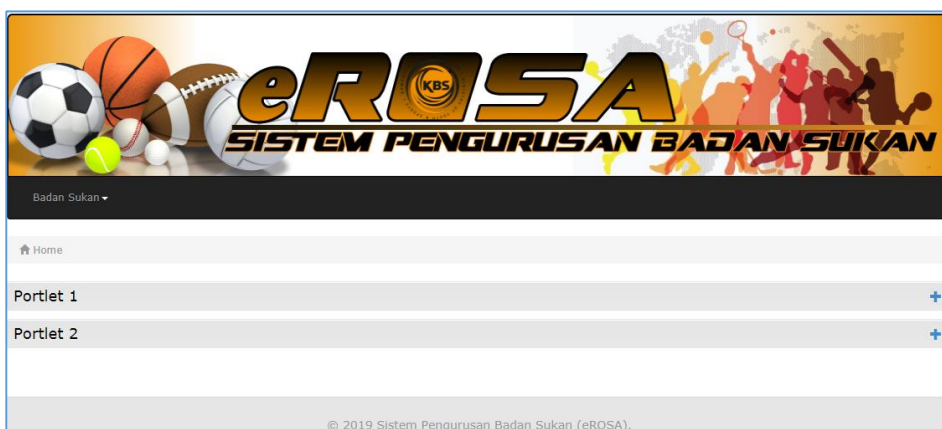 eROSA
KBS
SISTEM PENGURUSAN BADAN SUKAN
Badan Sukan
Home
Portlet 1
Portlet 2
© 2019 Sistem Pengurusan Badan Sukan (eROSA).